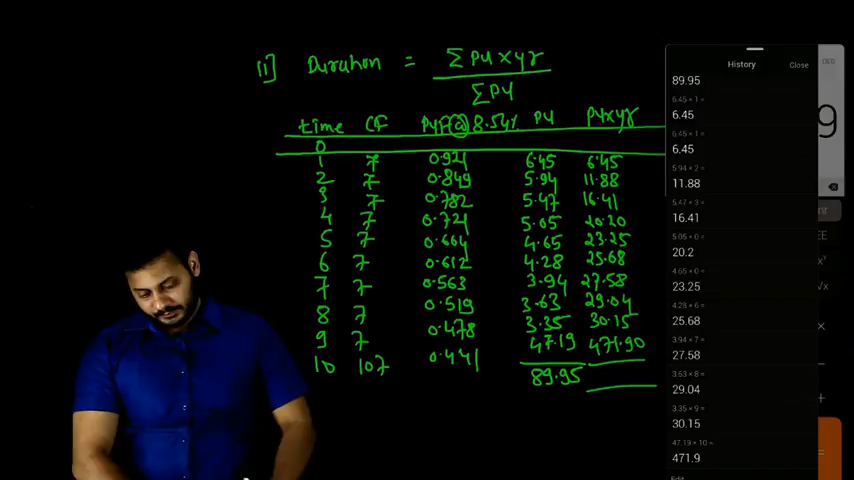 ii] Duration = ΣPV×yr
ΣPV
time CF PVF@8.54% PV PV×yr
0
1 7 0.921 6.45 6.45
2 7 0.849 5.94 11.88
3 7 0.782 5.47 16.41
4 7 0.721 5.05 20.20
5 7 0.664 4.65 23.25
6 7 0.612 4.28 25.68
7 7 0.563 3.94 27.58
8 7 0.519 3.63 29.04
9 7 0.478 3.35 30.15
10 107 0.441 47.19 471.90
89.95
History Close
89.95
6.45 × 1 =
6.45
6.45 × 1 =
6.45
5.94 × 2 =
11.88
5.47 × 3 =
16.41
20.2
23.25
4.28 × 6 =
25.68
3.94 × 7 =
27.58
3.63 × 8 =
29.04
3.35 × 9 =
30.15
47.19 × 10 =
471.9
Edit
DEG
9
EE